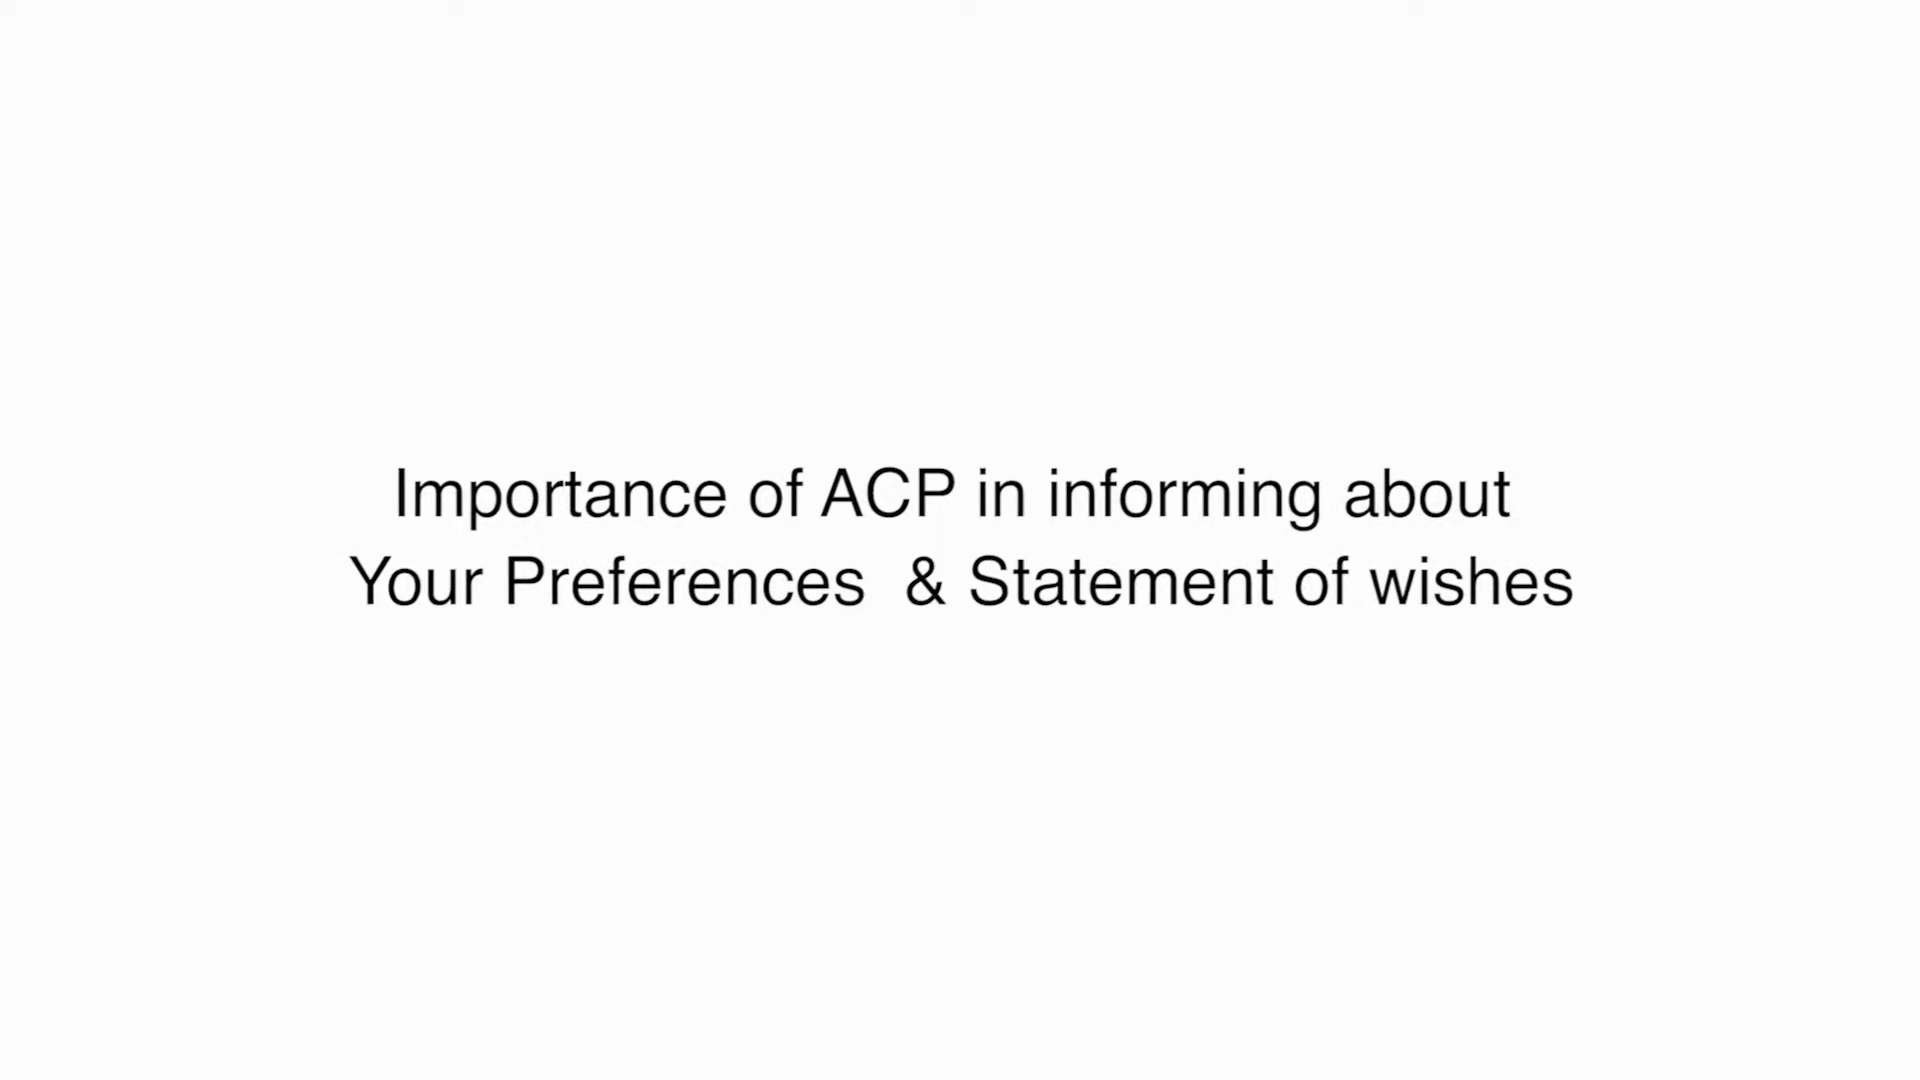 Importance of ACP in informing about
Your Preferences  & Statement of wishes